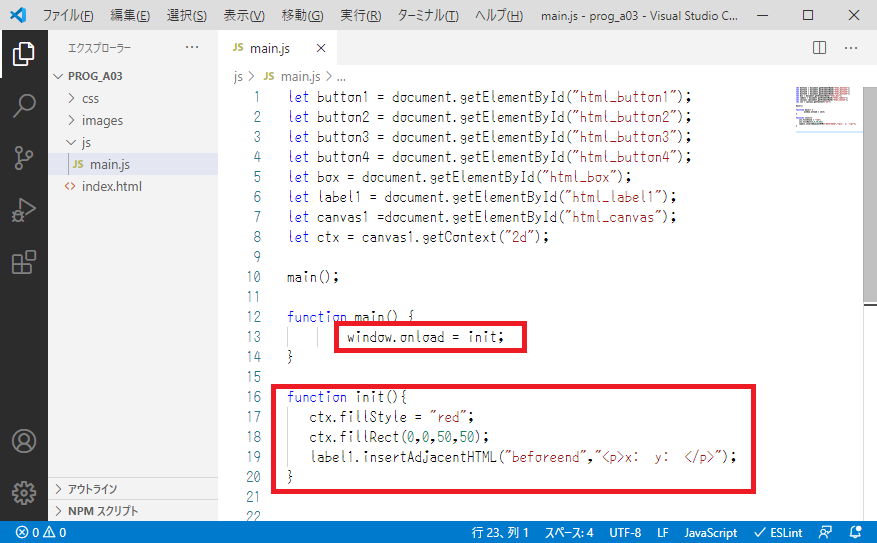 ファイル(F) 編集(E) 選択(S) 表示(V) 移動(G) 実行(R) ターミナル(T) ヘルプ(H) main.js - prog_a03 - Visual Studio C...
エクスプローラー ...
JS main.js
PROG_A03
js > JS main.js > ...
css
images
js
JS main.js
<> index.html
1 let button1 = document.getElementById("html_button1");
2 let button2 = document.getElementById("html_button2");
3 let button3 = document.getElementById("html_button3");
4 let button4 = document.getElementById("html_button4");
5 let box = document.getElementById("html_box");
6 let label1 = document.getElementById("html_label1");
7 let canvas1 =document.getElementById("html_canvas");
8 let ctx = canvas1.getContext("2d");
9
10 main();
11
12 function main() {
13 window.onload = init;
14 }
15
16 function init(){
17 ctx.fillStyle = "red";
18 ctx.fillRect(0,0,50,50);
19 label1.insertAdjacentHTML("beforeend","<p>x:  y:  </p>");
20 }
21
22
アウトライン
NPM スクリプト
0 0 行 23、列 1 スペース: 4 UTF-8 LF JavaScript ESLint